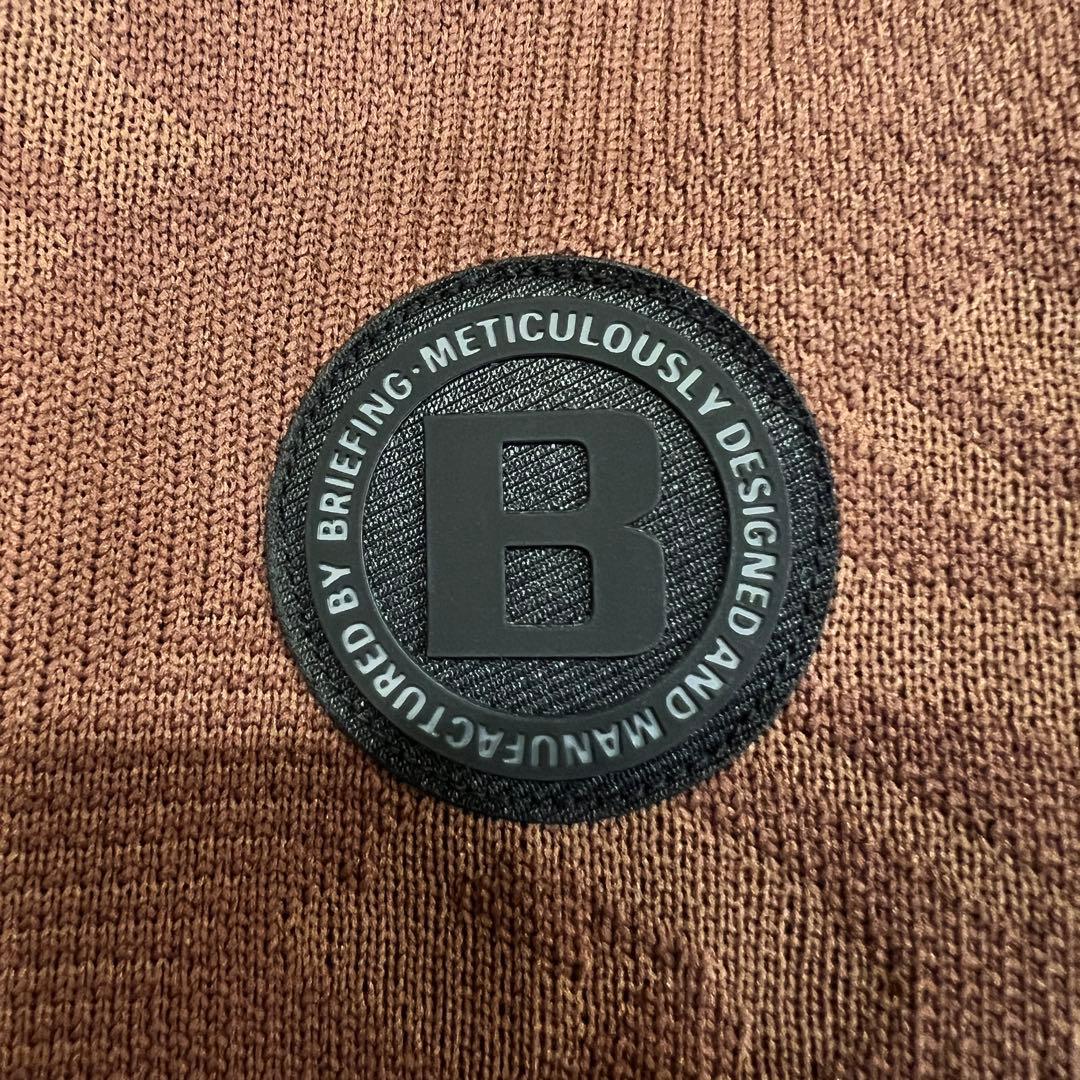 METICULOUSLY DESIGNED AND MANUFACTURED BY BRIEFING·
B